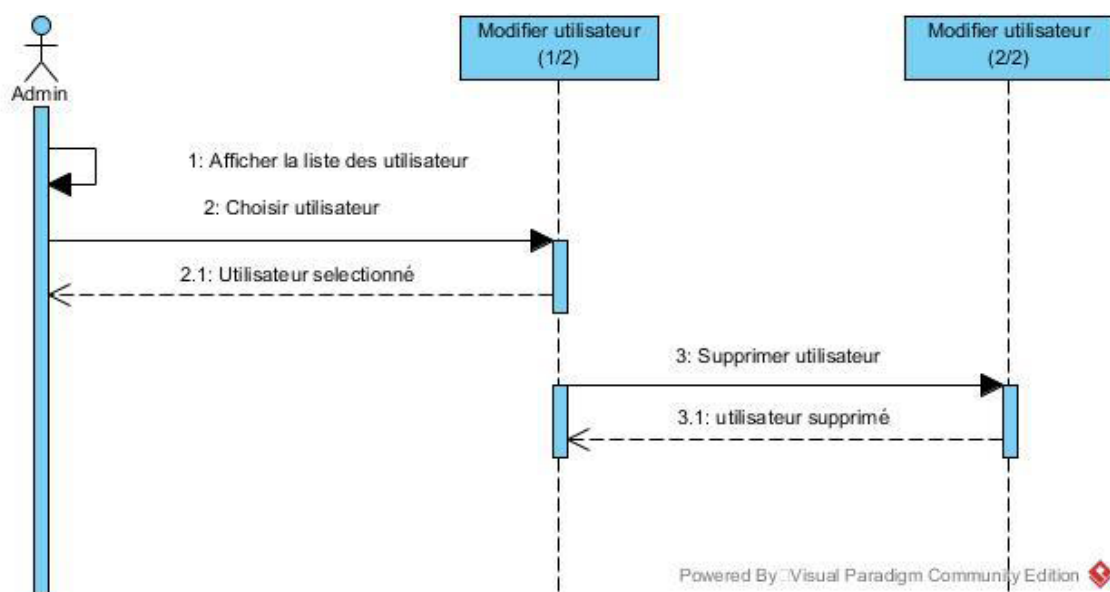 Modifier utilisateur
(1/2)
Modifier utilisateur
(2/2)
Admin
1: Afficher la liste des utilisateur
2: Choisir utilisateur
2.1: Utilisateur selectionné
3: Supprimer utilisateur
3.1: utilisateur supprimé
Powered By Visual Paradigm Community Edition